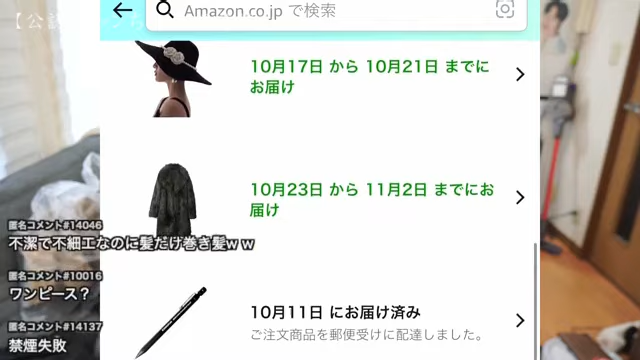 Amazon.co.jp で検索
10月17日 から 10月21日 までに
お届け
10月23日 から 11月2日 までにお
届け
匿名コメント#14046
不潔で不細工なのに髪だけ巻き髪ｗｗ
匿名コメント#10016
ワンピース？
10月11日 にお届け済み
ご注文商品を郵便受けに配達しました。
匿名コメント#14137
禁煙失敗